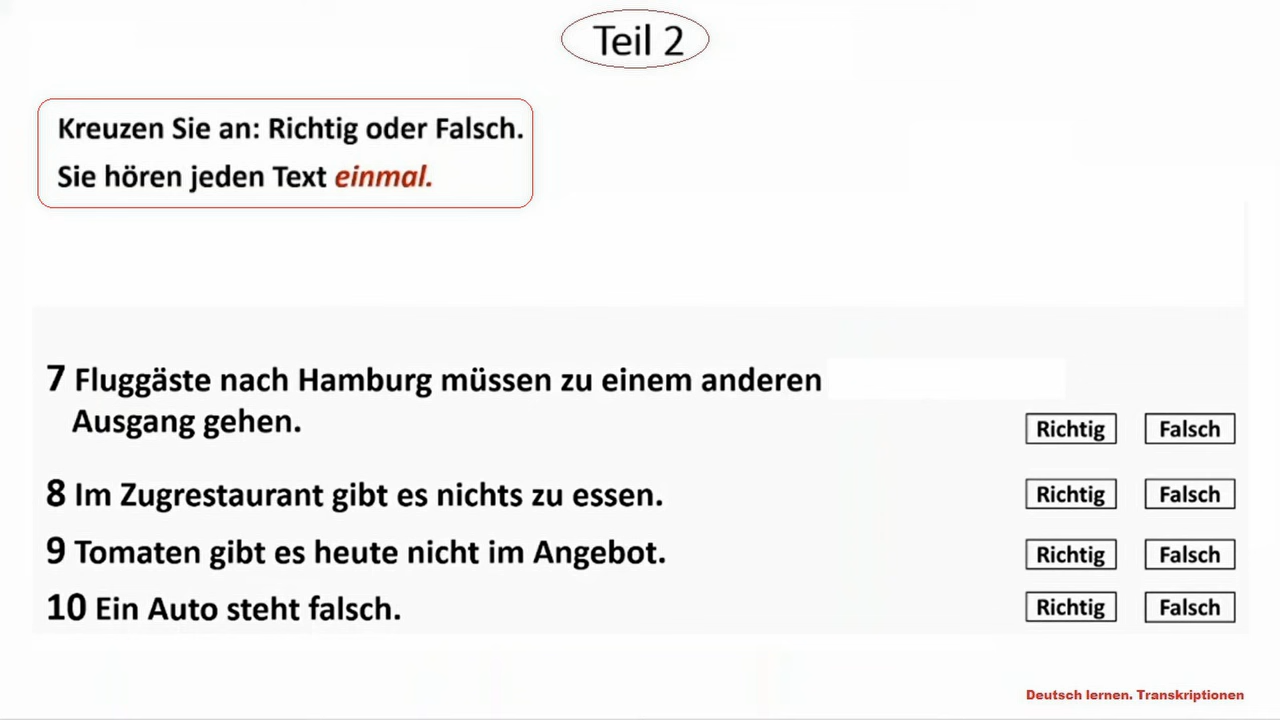 Teil 2
Kreuzen Sie an: Richtig oder Falsch.
Sie hören jeden Text einmal.
7 Fluggäste nach Hamburg müssen zu einem anderen
Ausgang gehen.
Richtig Falsch
8 Im Zugrestaurant gibt es nichts zu essen. Richtig Falsch
9 Tomaten gibt es heute nicht im Angebot. Richtig Falsch
10 Ein Auto steht falsch. Richtig Falsch
Deutsch lernen. Transkriptionen